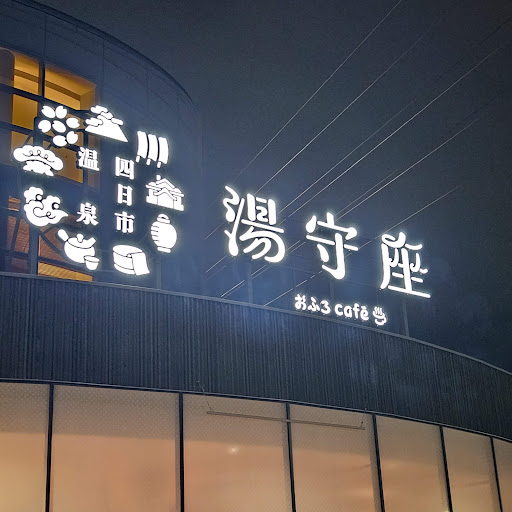 四日市
温泉
湯守座
おふろcafé